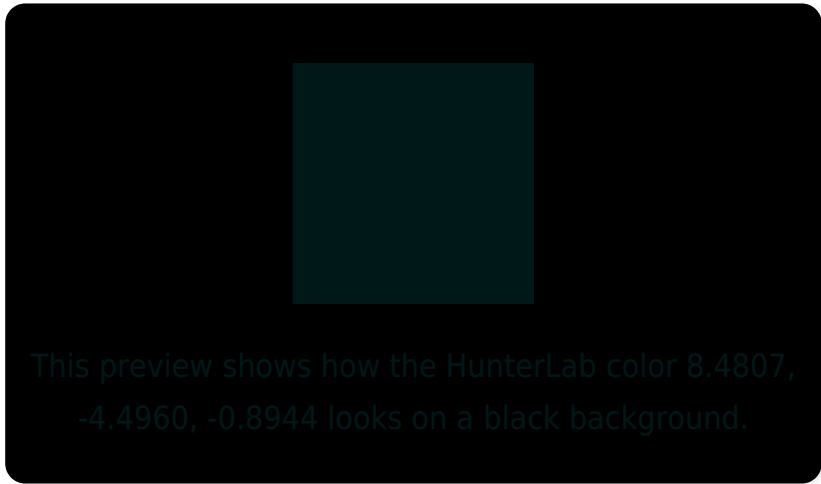 This preview shows how the HunterLab color 8.4807,
-4.4960, -0.8944 looks on a black background.